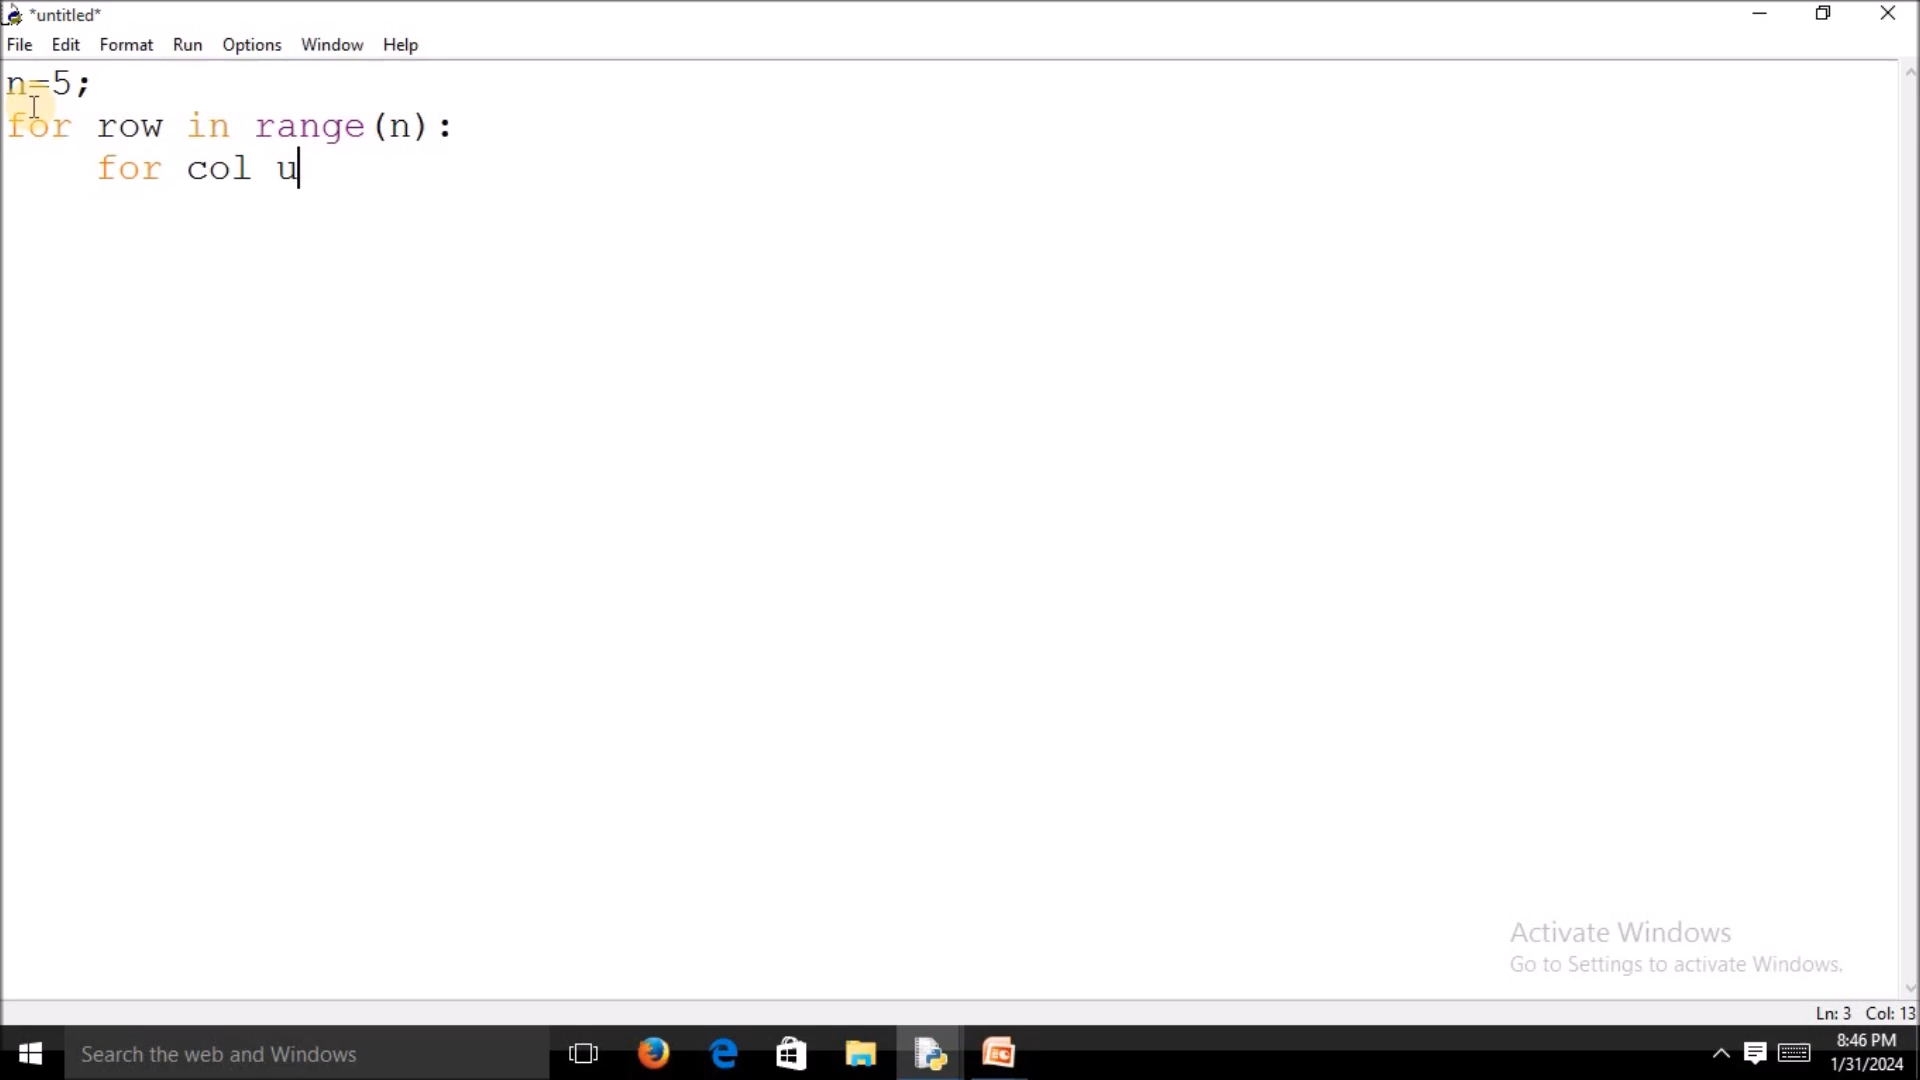 *untitled*
File Edit Format Run Options Window Help
n=5;
for row in range(n):
    for col u
Activate Windows
Go to Settings to activate Windows.
Ln: 3 Col: 13
Search the web and Windows
8:46 PM
1/31/2024